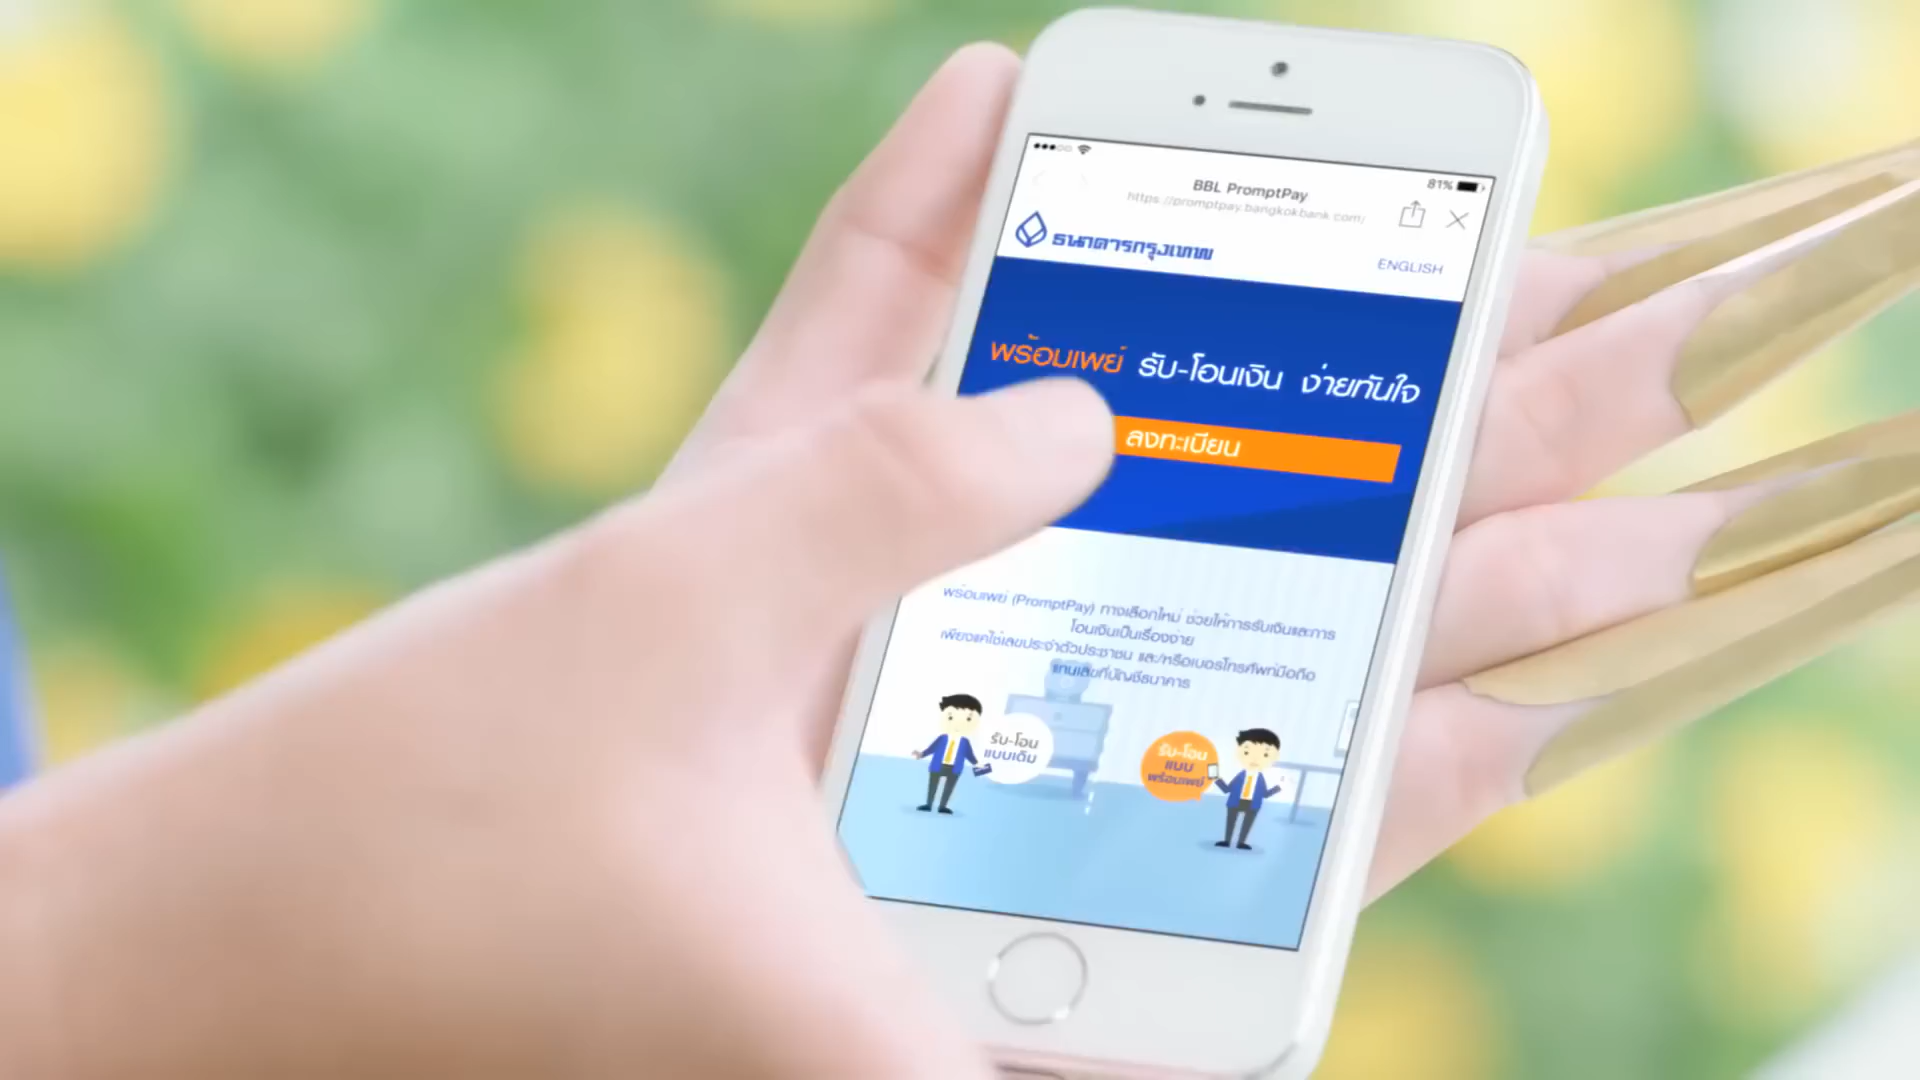 81%
BBL PromptPay
https://promptpay.bangkokbank.com/
ธนาคารกรุงเทพ
ENGLISH
พร้อมเพย์ รับ-โอนเงิน ง่ายทันใจ
ลงทะเบียน
พร้อมเพย์ (PromptPay) ทางเลือกใหม่ ช่วยให้การรับเงินและการ
โอนเงินเป็นเรื่องง่าย
เพียงแค่ใช้เลขประจำตัวประชาชน และ/หรือเบอร์โทรศัพท์มือถือ
แทนเลขที่บัญชีธนาคาร
รับ-โอน
แบบเดิม
รับ-โอน
แบบ
พร้อมเพย์